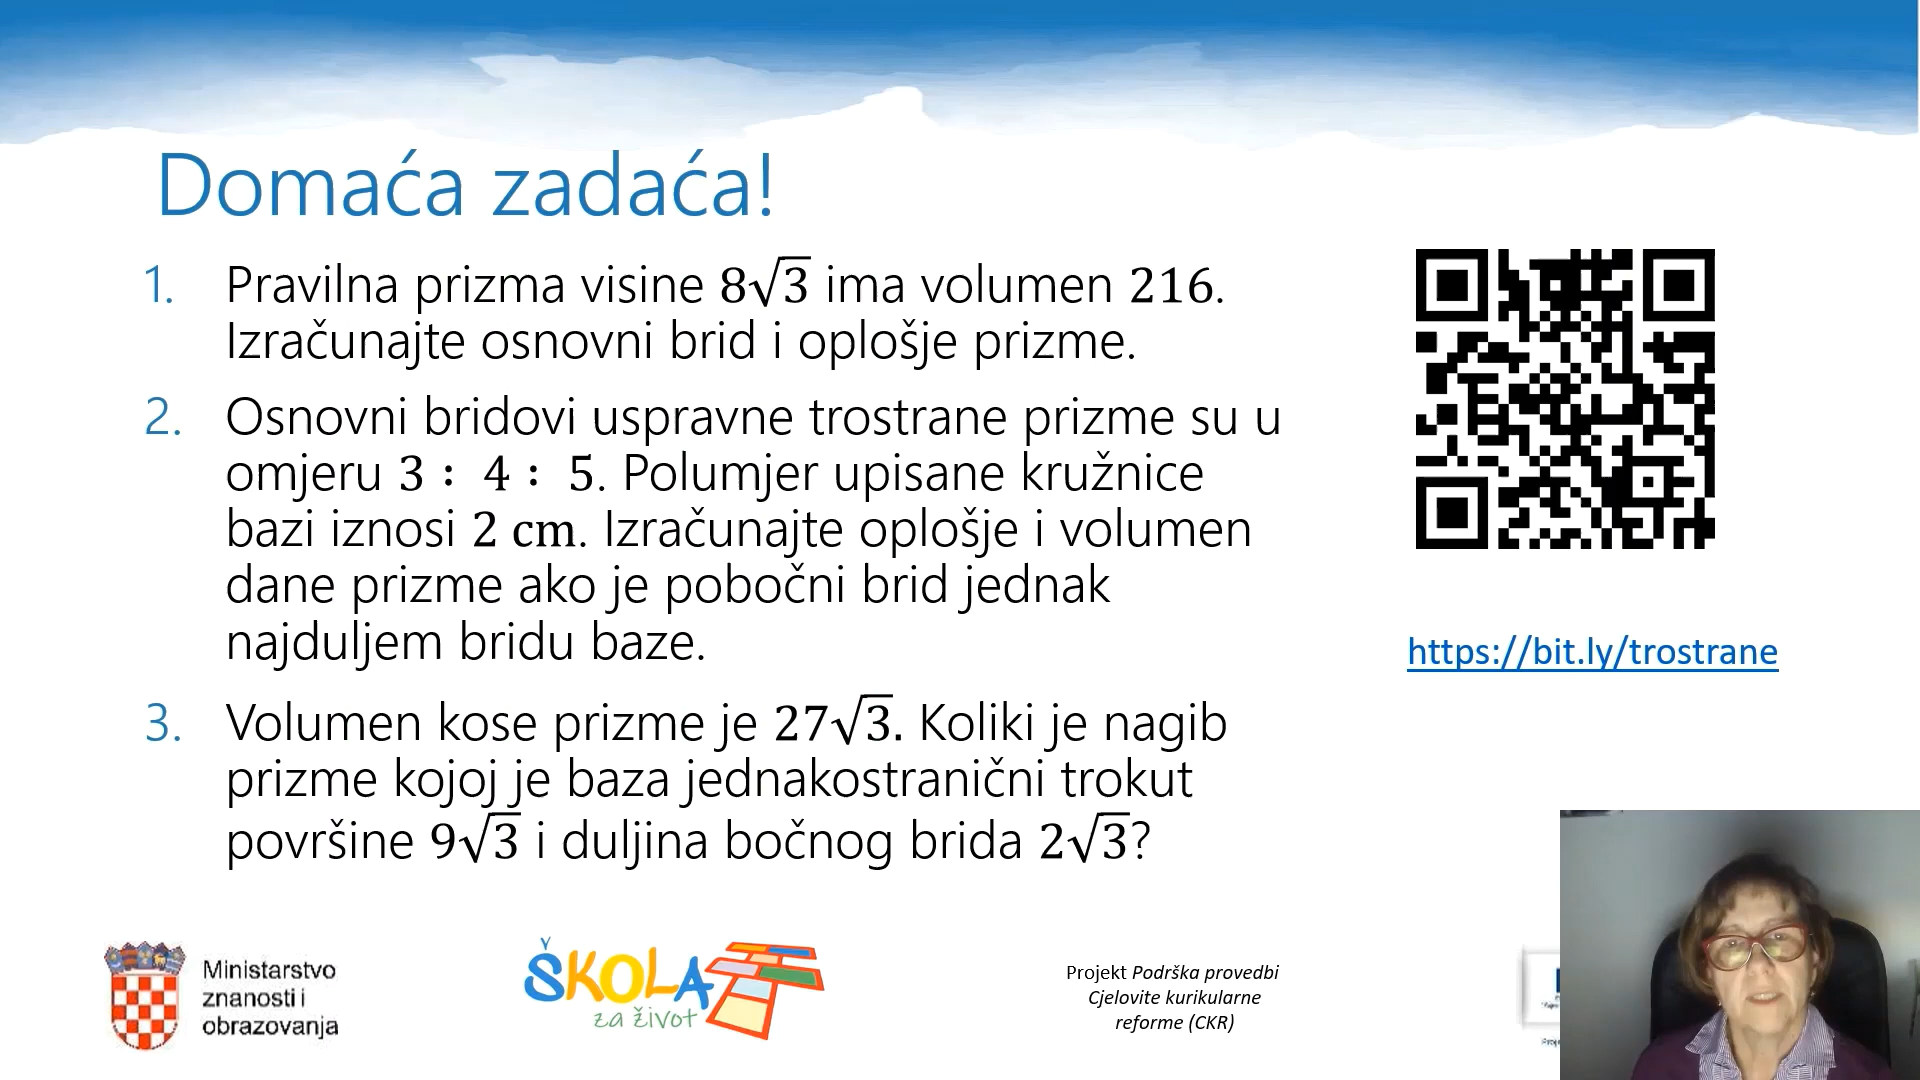 Domaća zadaća!
1. Pravilna prizma visine 8√3 ima volumen 216.
Izračunajte osnovni brid i oplošje prizme.
2. Osnovni bridovi uspravne trostrane prizme su u
omjeru 3 : 4 : 5. Polumjer upisane kružnice
bazi iznosi 2 cm. Izračunajte oplošje i volumen
dane prizme ako je pobočni brid jednak
najduljem bridu baze.
3. Volumen kose prizme je 27√3. Koliki je nagib
prizme kojoj je baza jednakostranični trokut
površine 9√3 i duljina bočnog brida 2√3?
https://bit.ly/trostrane
Ministarstvo
znanosti i
obrazovanja
ŠKOLA
za život
Projekt Podrška provedbi
Cjelovite kurikularne
reforme (CKR)